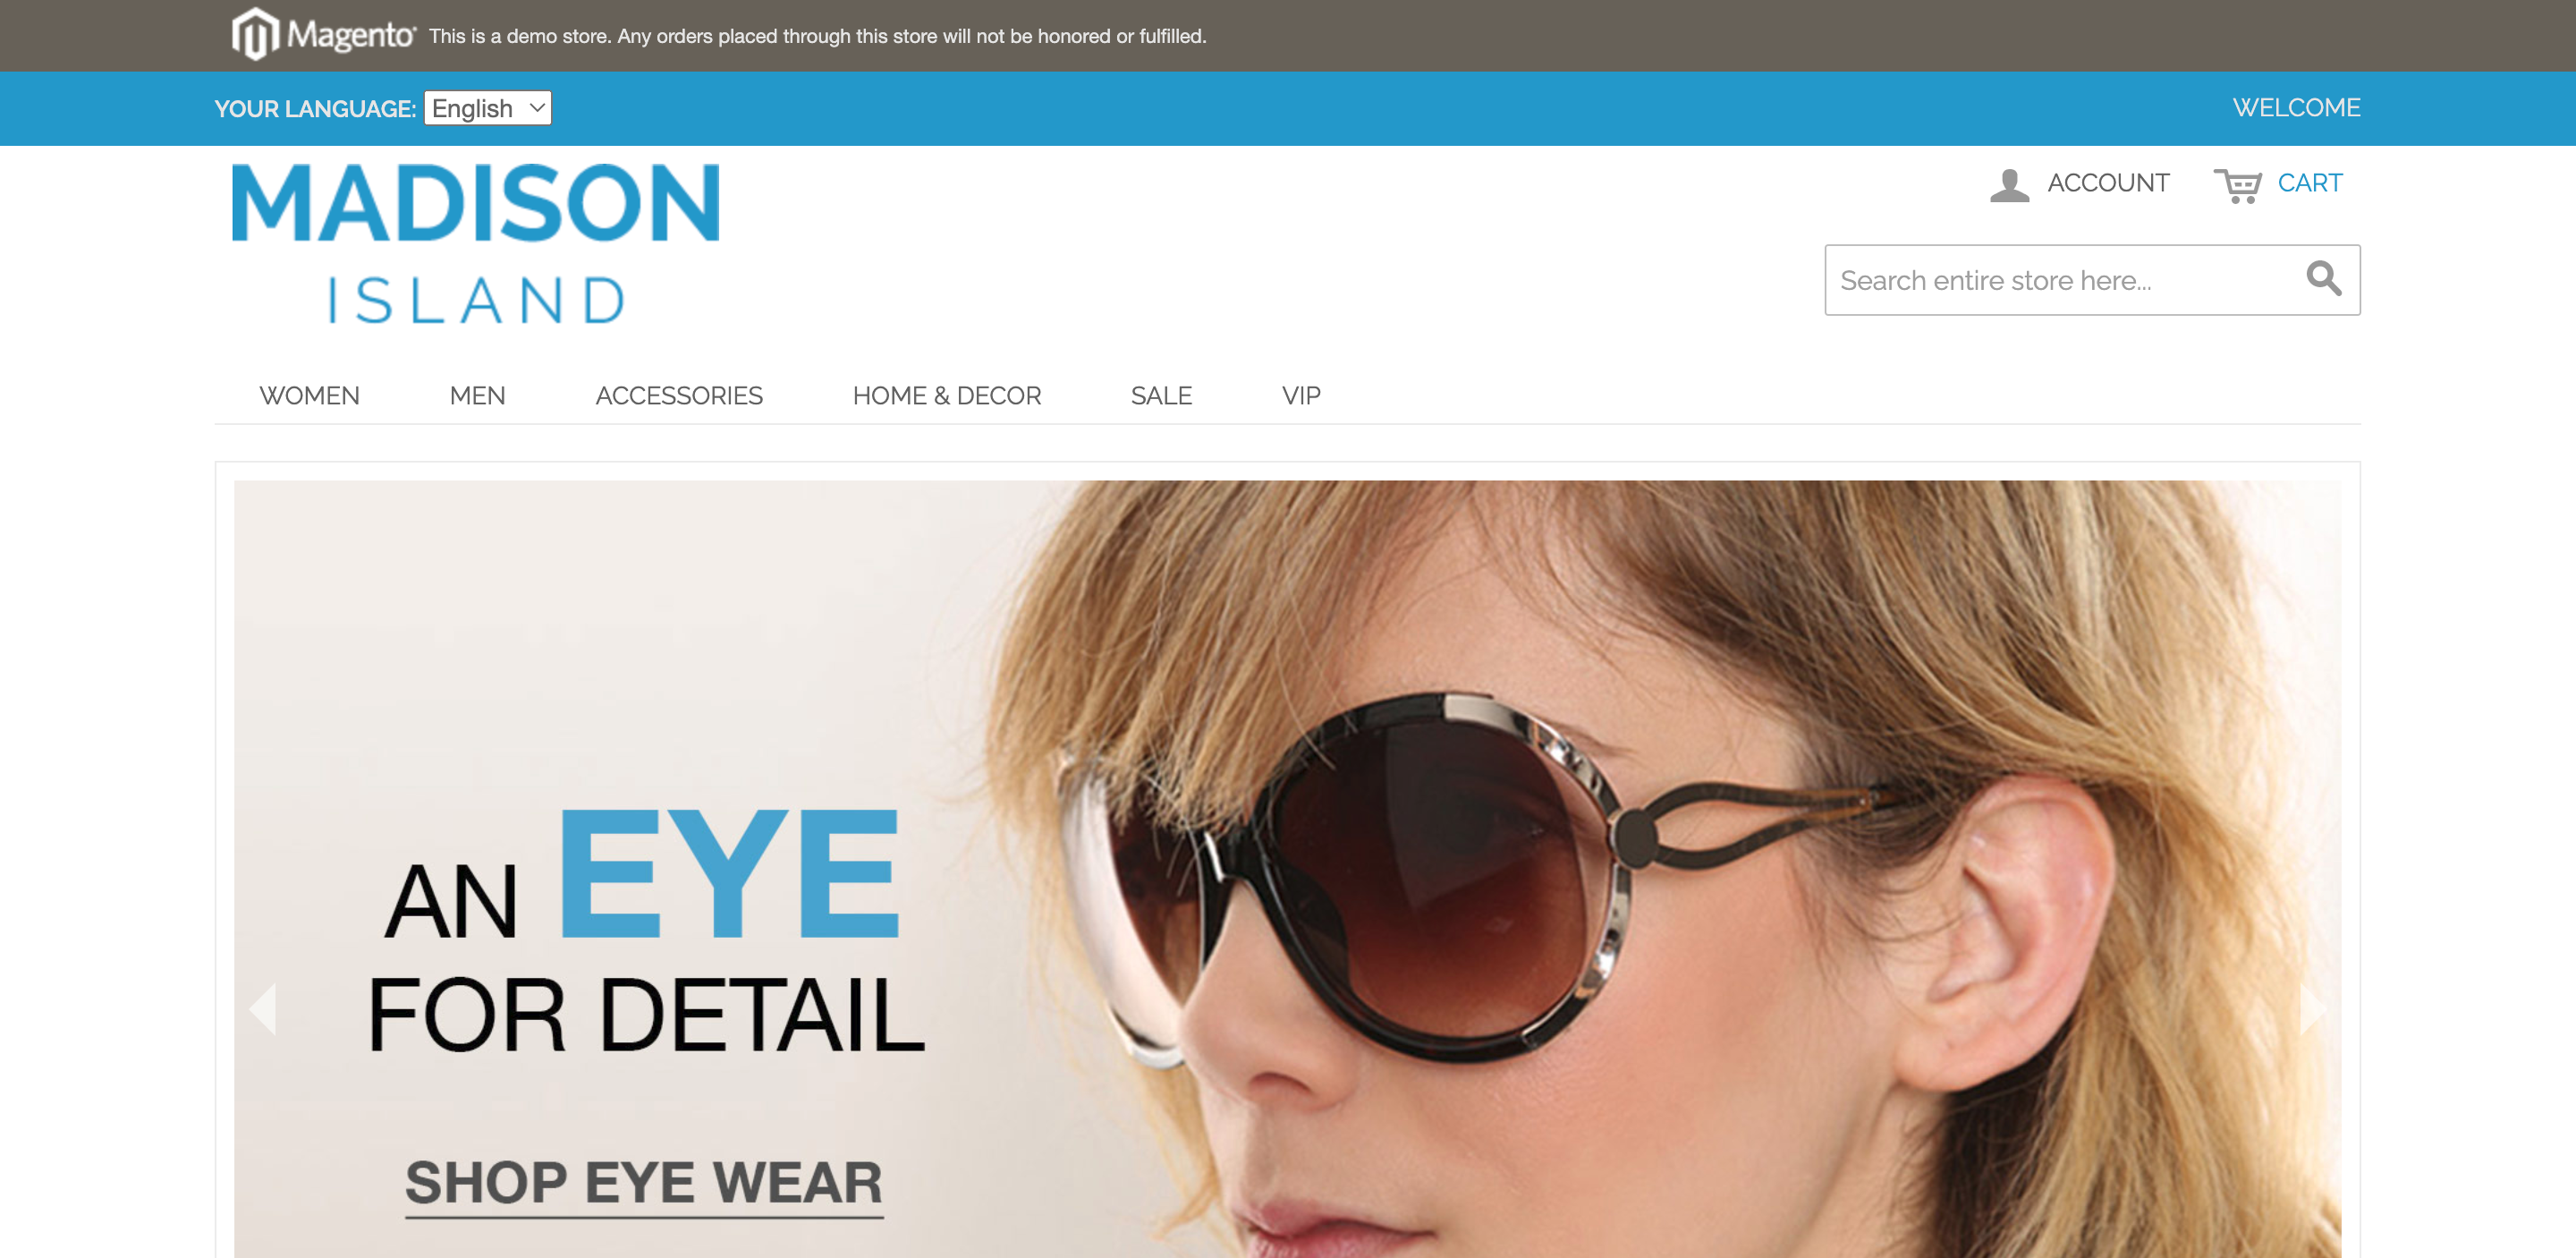 Magento® This is a demo store. Any orders placed through this store will not be honored or fulfilled.
YOUR LANGUAGE: English WELCOME
MADISON
ISLAND
ACCOUNT CART
Search entire store here...
WOMEN MEN ACCESSORIES HOME & DECOR SALE VIP
AN EYE
FOR DETAIL
SHOP EYE WEAR